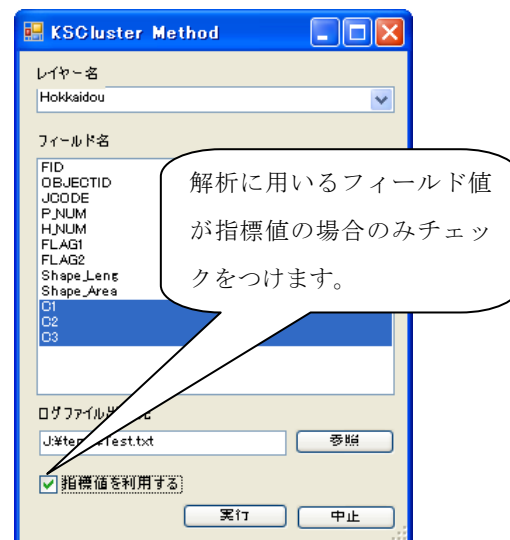 KSCluster Method
レイヤー名
Hokkaidou
フィールド名
FID
OBJECTID
JCODE
P_NUM
H_NUM
FLAG1
FLAG2
Shape_Leng
Shape_Area
C1
C2
C3
解析に用いるフィールド値
が指標値の場合のみチェッ
クをつけます。
ログファイル
J:¥te
Test.txt
参照
指標値を利用する
実行
中止